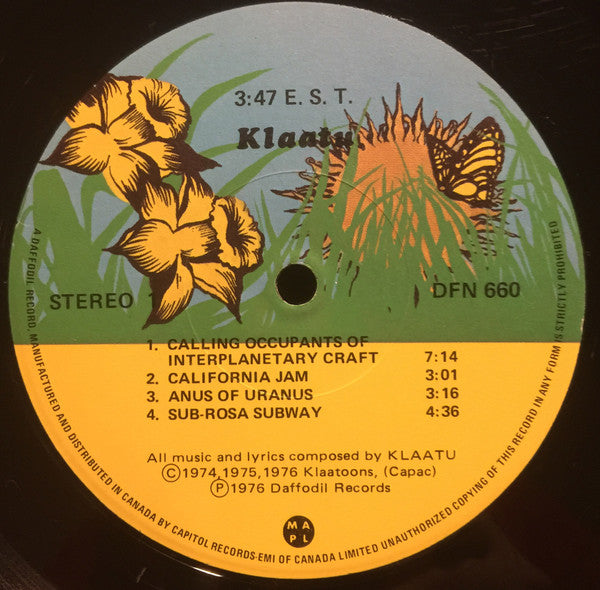 3:47 E. S. T.
Klaatu
STEREO 1
DFN 660
1. CALLING OCCUPANTS OF
INTERPLANETARY CRAFT 7:14
2. CALIFORNIA JAM 3:01
3. ANUS OF URANUS 3:16
4. SUB-ROSA SUBWAY 4:36
All music and lyrics composed by KLAATU
©1974,1975,1976 Klaatoons, (Capac)
℗1976 Daffodil Records
M A
P L
A DAFFODIL RECORD, MANUFACTURED AND DISTRIBUTED IN CANADA BY CAPITOL RECORDS-EMI OF CANADA LIMITED UNAUTHORIZED COPYING OF THIS RECORD IN ANY FORM IS STRICTLY PROHIBITED